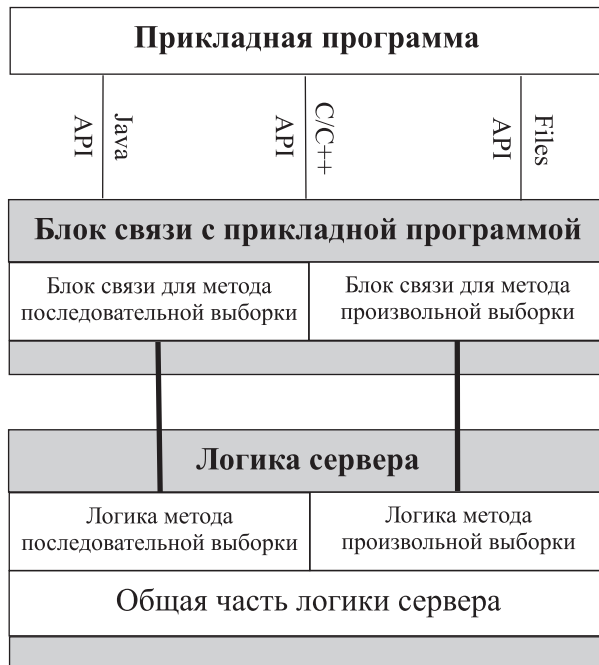 Прикладная программа
Java
API
C/C++
API
Files
API
Блок связи с прикладной программой
Блок связи для метода
последовательной выборки
Блок связи для метода
произвольной выборки
Логика сервера
Логика метода
последовательной выборки
Логика метода
произвольной выборки
Общая часть логики сервера